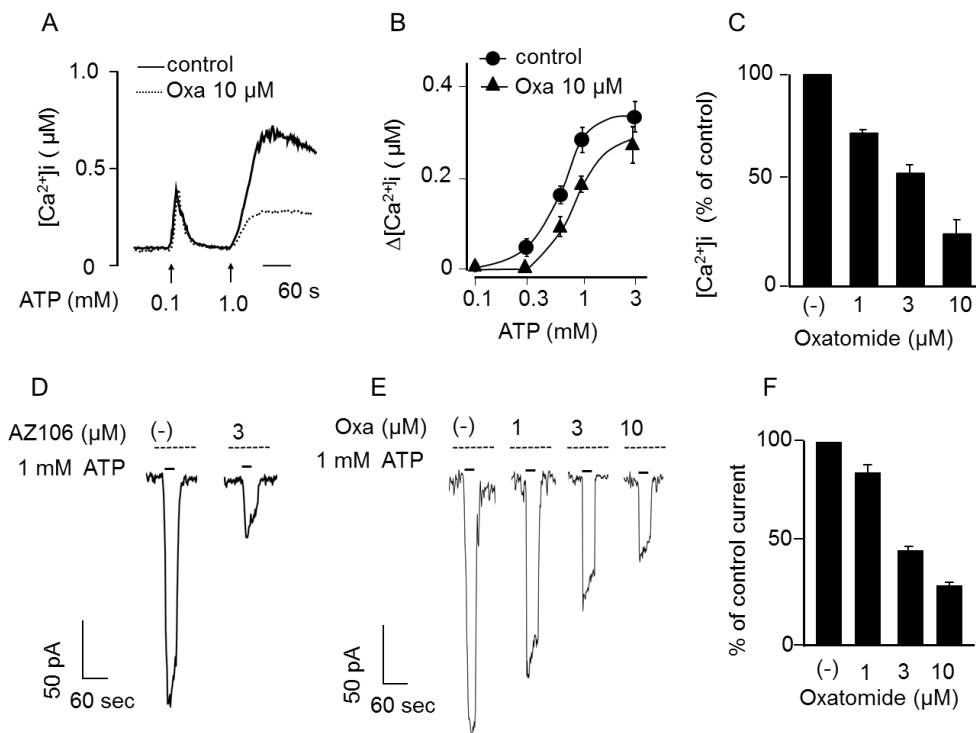 A
control
Oxa 10 µM
1.0
0.5
0
[Ca²⁺]i ( µM)
ATP (mM)
0.1
1.0
60 s
B
control
Oxa 10 µM
0.4
0.2
0
Δ[Ca²⁺]i ( µM)
0.1
0.3
1
3
ATP (mM)
C
100
50
0
[Ca²⁺]i (% of control)
(-) 1 3 10
Oxatomide (µM)
D
AZ106 (µM) (-) 3
1 mM ATP
50 pA
60 sec
E
Oxa (µM) (-) 1 3 10
1 mM ATP
50 pA
60 sec
F
100
50
0
% of control current
(-) 1 3 10
Oxatomide (µM)